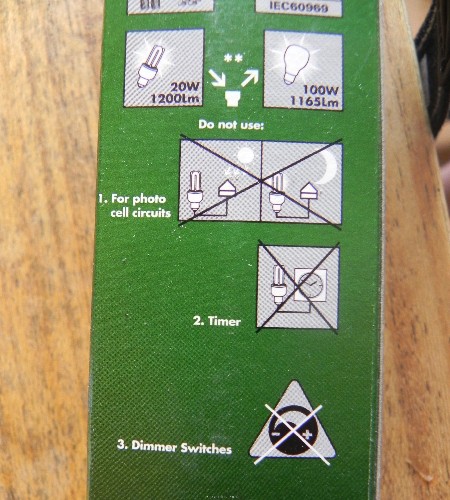 IEC60969
20W
1200Lm
**
100W
1165Lm
Do not use:
1. For photo
cell circuits
2. Timer
3. Dimmer Switches
- +